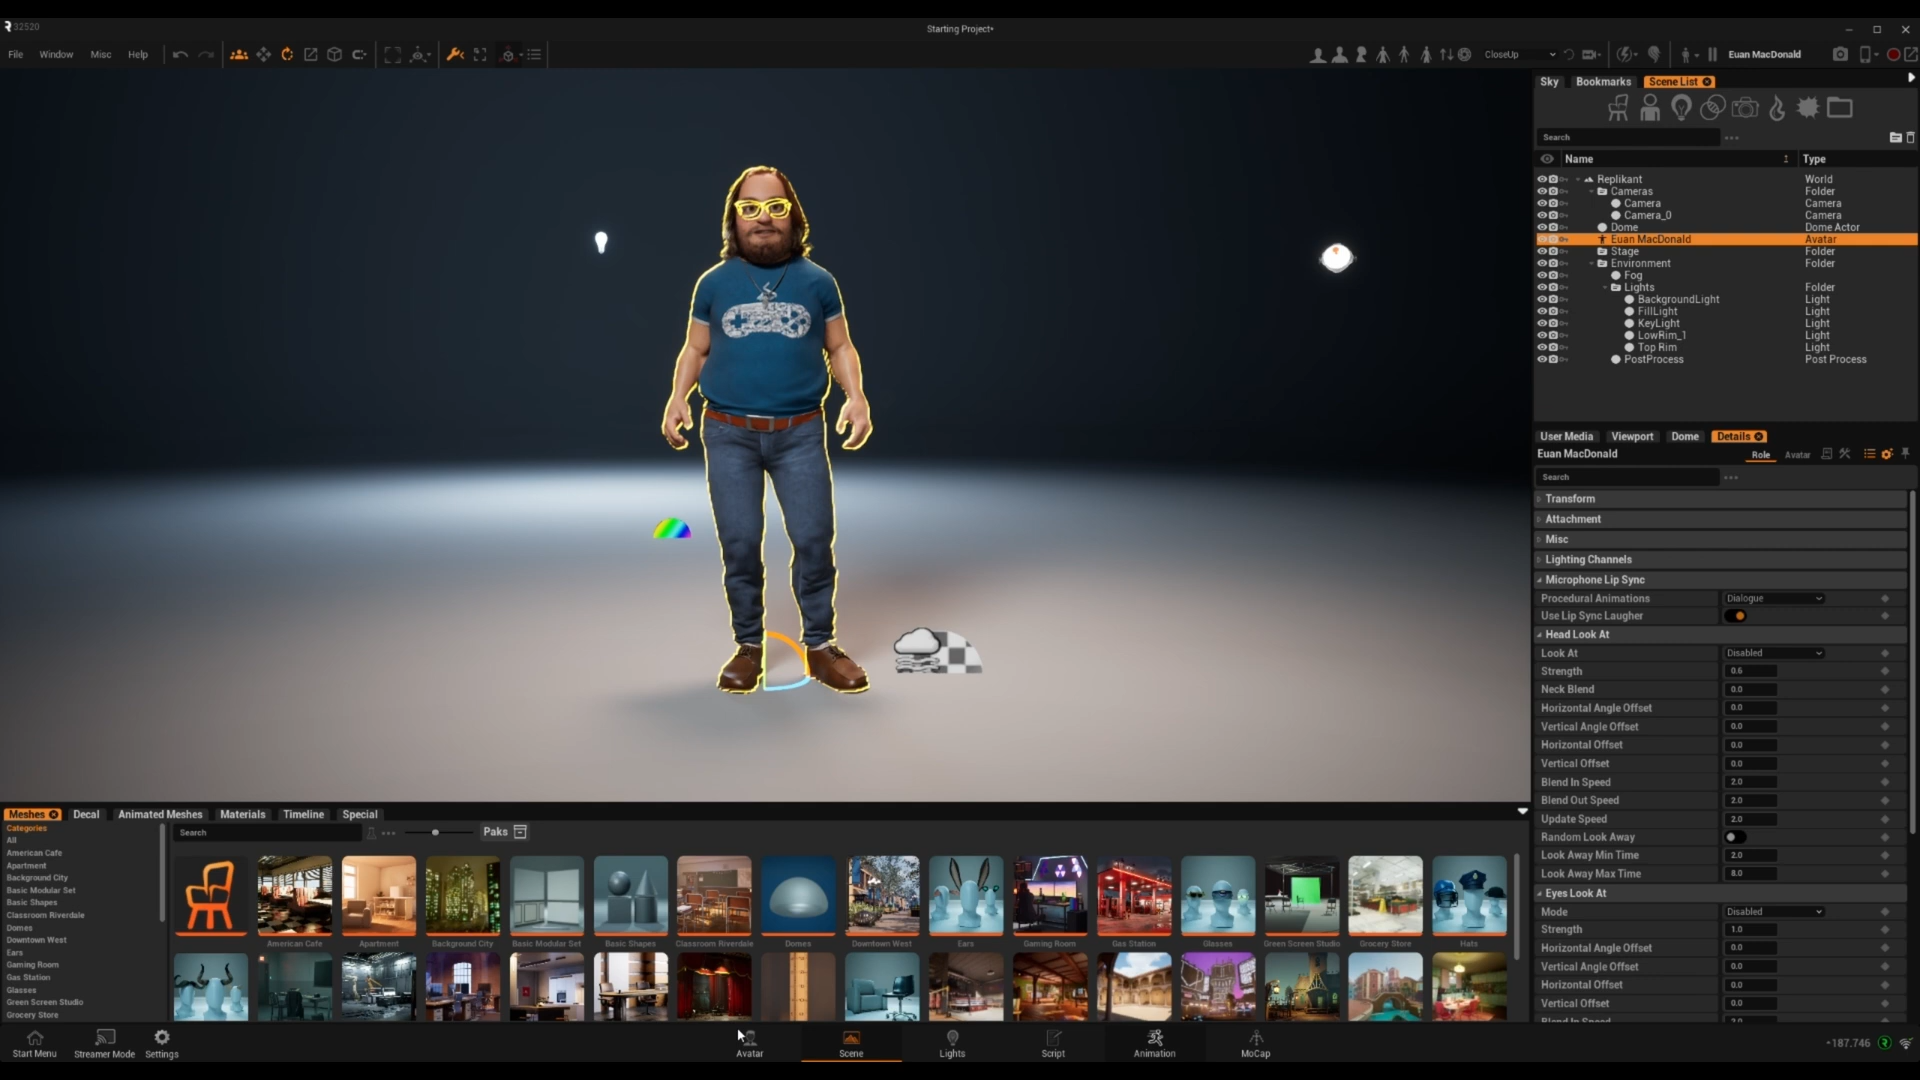 32520
Starting Project*
File Window Misc Help
CloseUp
Euan MacDonald
Sky Bookmarks Scene List
Search
Name Type
Replikant World
Cameras Folder
Camera Camera
Camera_0 Camera
Dome Dome Actor
Euan MacDonald Avatar
Stage Folder
Environment Folder
Fog
Lights Folder
BackgroundLight Light
FillLight Light
KeyLight Light
LowRim_1 Light
Top Rim Light
PostProcess Post Process
User Media Viewport Dome Details
Euan MacDonald Role Avatar
Search
Transform
Attachment
Misc
Lighting Channels
Microphone Lip Sync
Procedural Animations Dialogue
Use Lip Sync Laugher
Head Look At
Look At Disabled
Strength 0.6
Neck Blend 0.0
Horizontal Angle Offset 0.0
Vertical Angle Offset 0.0
Horizontal Offset 0.0
Vertical Offset 0.0
Blend In Speed 2.0
Blend Out Speed 2.0
Update Speed 2.0
Random Look Away
Look Away Min Time 2.0
Look Away Max Time 8.0
Eyes Look At
Mode Disabled
Strength 1.0
Horizontal Angle Offset 0.0
Vertical Angle Offset 0.0
Horizontal Offset 0.0
Vertical Offset 0.0
Meshes Decal Animated Meshes Materials Timeline Special
Categories
All
American Cafe
Apartment
Background City
Basic Modular Set
Basic Shapes
Classroom Riverdale
Domes
Downtown West
Ears
Gaming Room
Gas Station
Glasses
Green Screen Studio
Grocery Store
Search Paks
American Cafe Apartment Background City Basic Modular Set Basic Shapes Classroom Riverdale Domes Downtown West Ears Gaming Room Gas Station Glasses Green Screen Studio Grocery Store Hats
Start Menu Streamer Mode Settings
Avatar Scene Lights Script Animation MoCap
-187.746